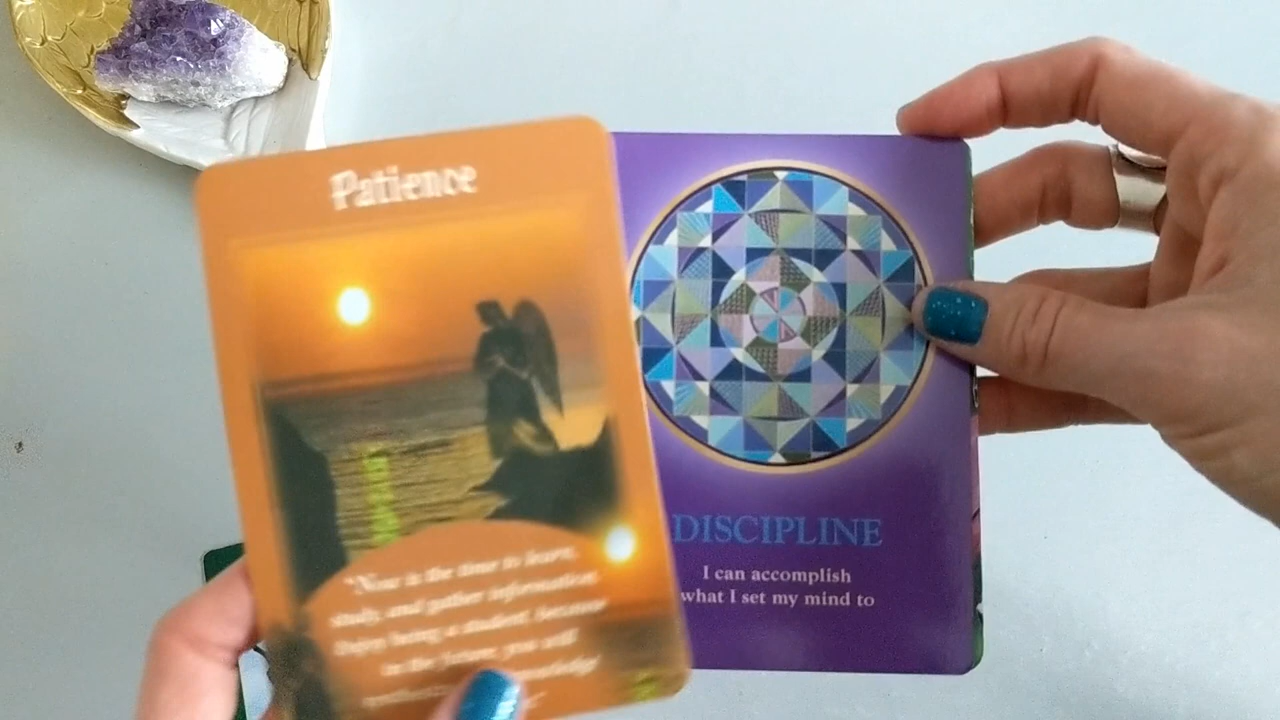 Patience
"Now is the time to learn,
study, and gather information.
Enjoy being a student, because
in the future, you will
knowledge
DISCIPLINE
I can accomplish
what I set my mind to